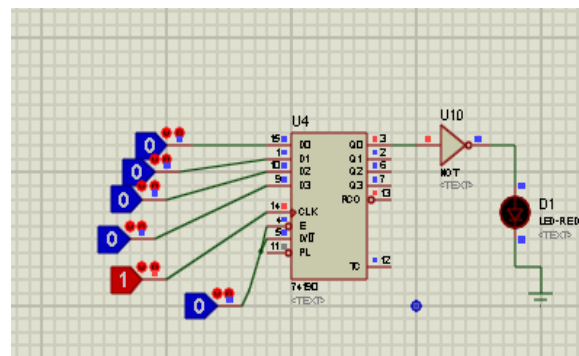 U4
U10
0
15
D0
Q0
3
0
1
D1
Q1
2
0
10
D2
Q2
6
9
D3
Q3
7
NOT
<TEXT>
RCO
13
0
14
CLK
4
E
5
D/U
11
PL
D1
LED-RED
<TEXT>
1
TC
12
0
74190
<TEXT>